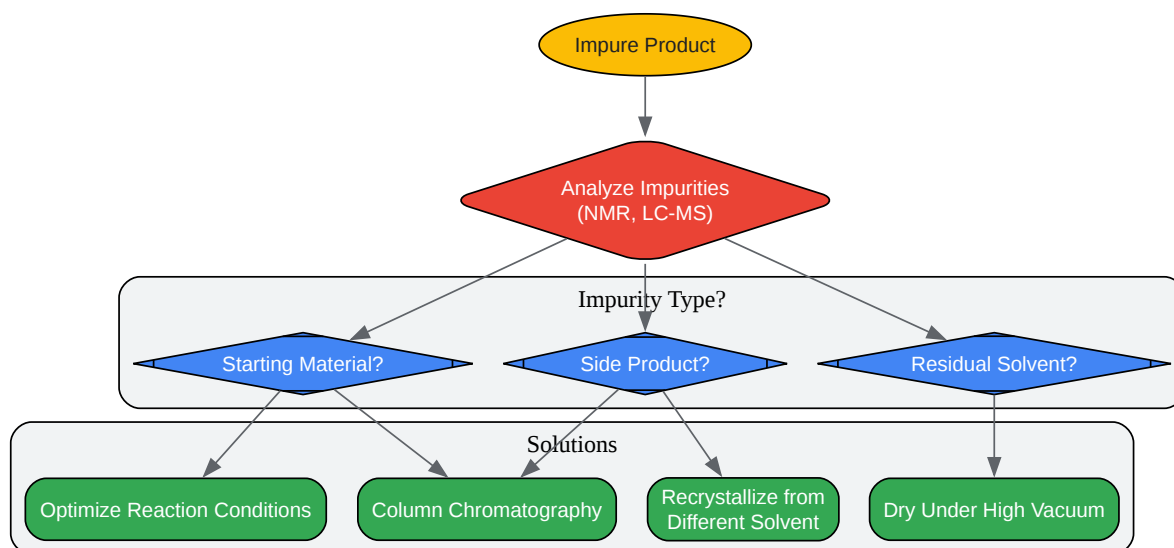 Impure Product
Analyze Impurities
(NMR, LC-MS)
Impurity Type?
Starting Material?
Side Product?
Residual Solvent?
Solutions
Optimize Reaction Conditions
Column Chromatography
Recrystallize from
Different Solvent
Dry Under High Vacuum